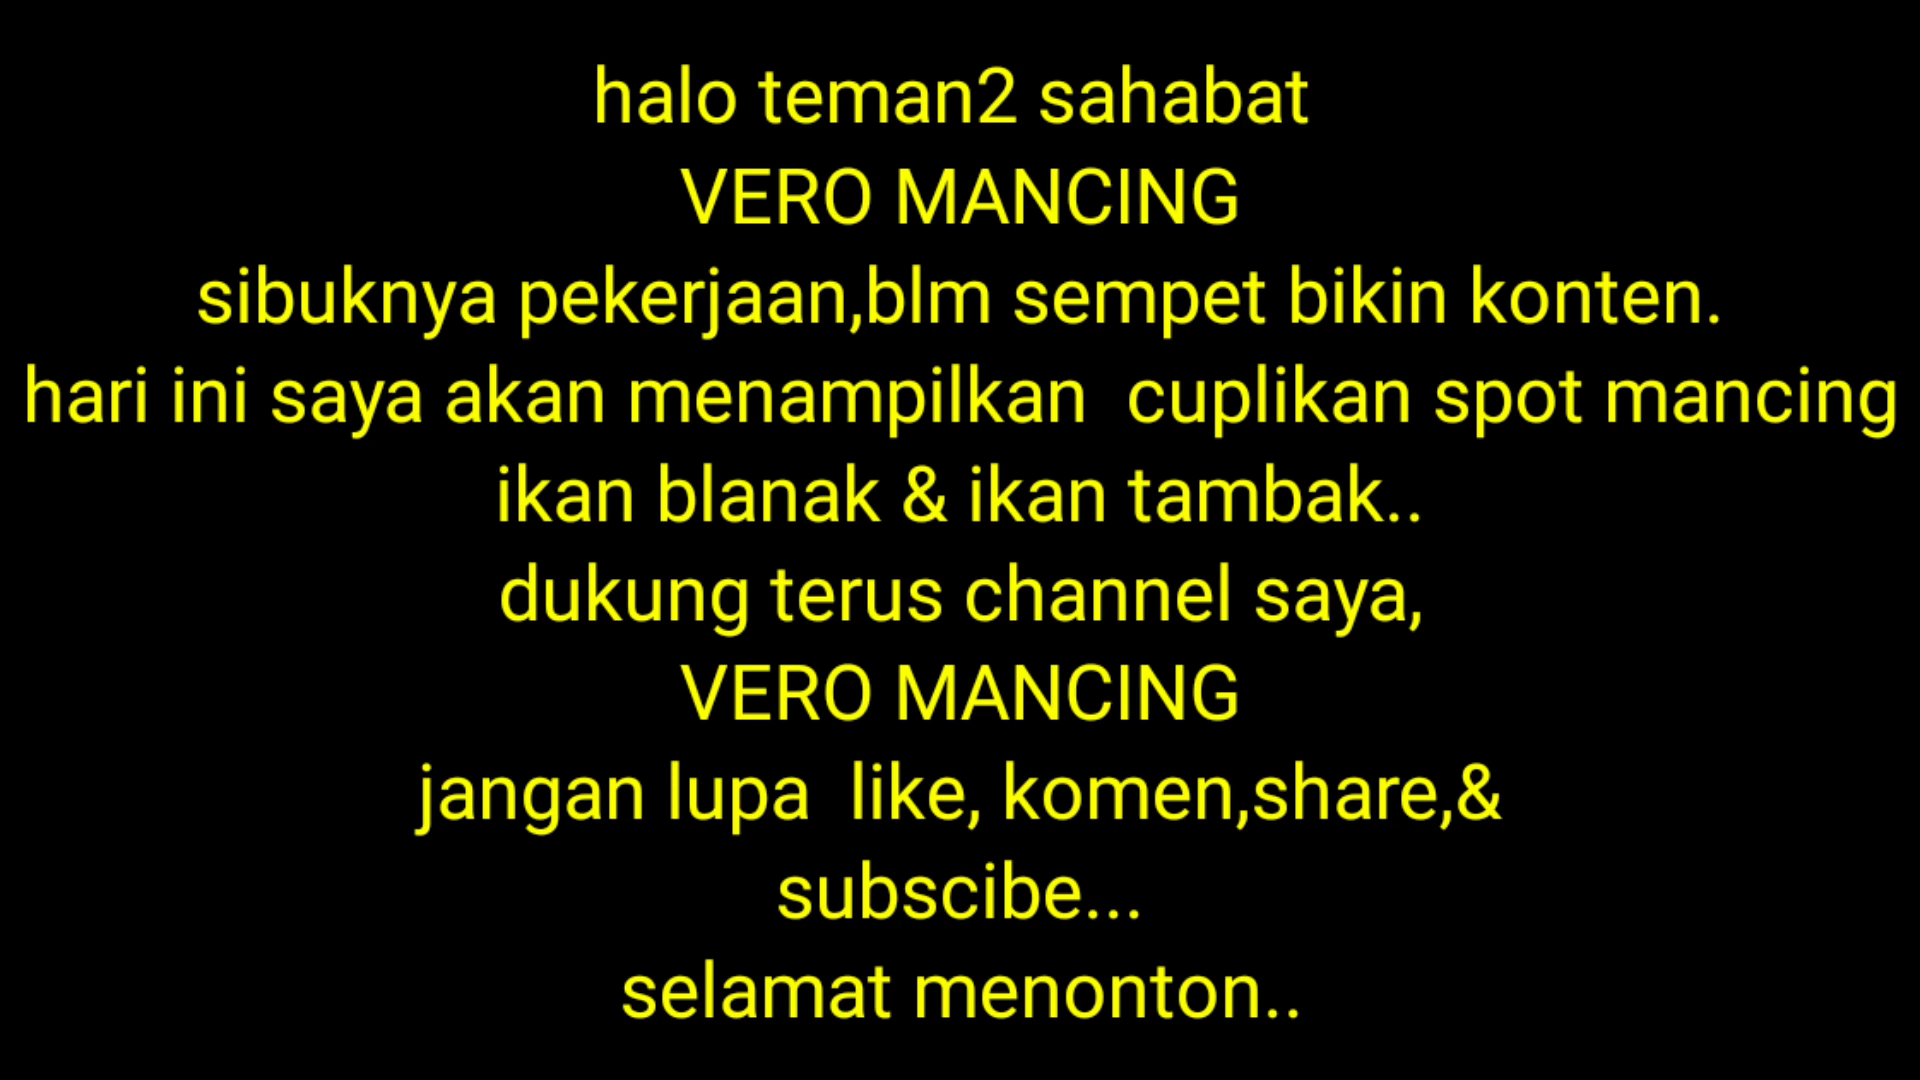 halo teman2 sahabat
VERO MANCING
sibuknya pekerjaan,blm sempet bikin konten.
hari ini saya akan menampilkan  cuplikan spot mancing
ikan blanak & ikan tambak..
dukung terus channel saya,
VERO MANCING
jangan lupa  like, komen,share,&
subscibe...
selamat menonton..